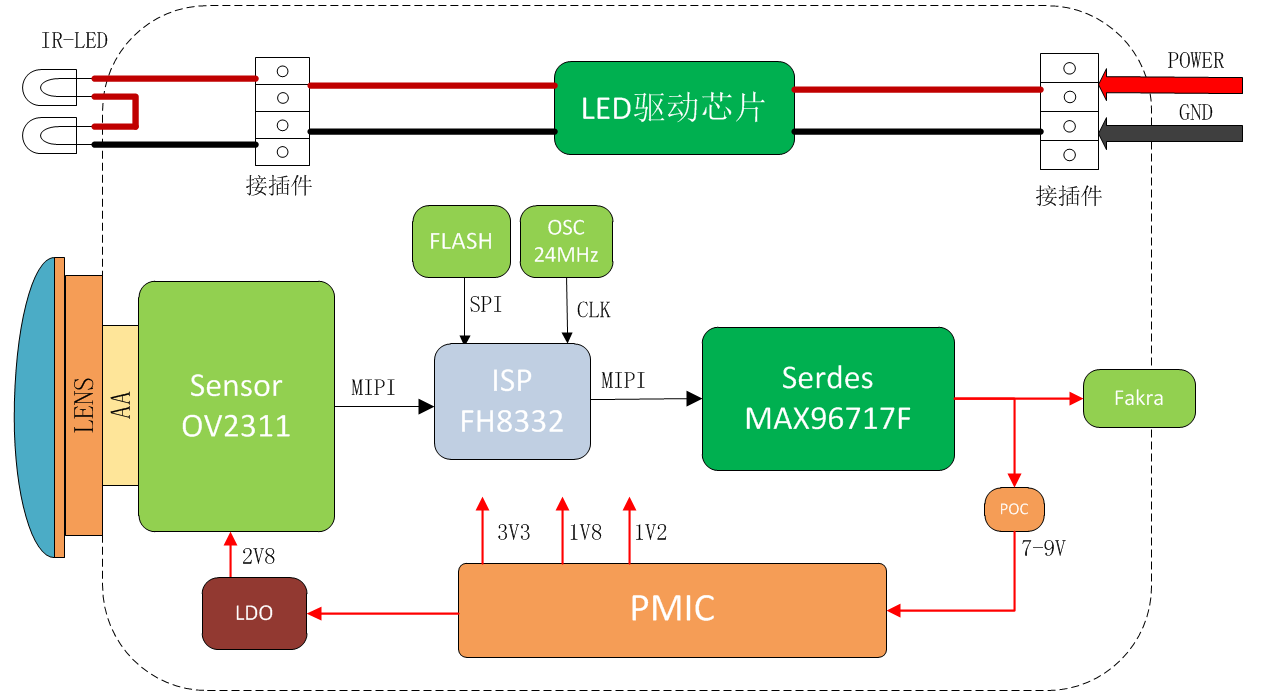 IR-LED
POWER
LED驱动芯片
GND
接插件
接插件
FLASH
OSC
24MHz
SPI
CLK
LENS
AA
Sensor
OV2311
MIPI
ISP
FH8332
MIPI
Serdes
MAX96717F
Fakra
POC
3V3
1V8
1V2
7-9V
2V8
LDO
PMIC